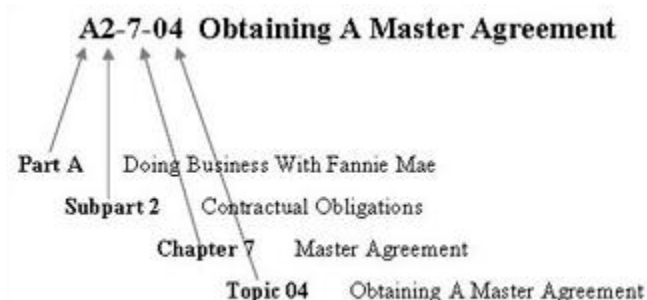 A2-7-04 Obtaining A Master Agreement
Part A Doing Business With Fannie Mae
Subpart 2 Contractual Obligations
Chapter 7 Master Agreement
Topic 04 Obtaining A Master Agreement